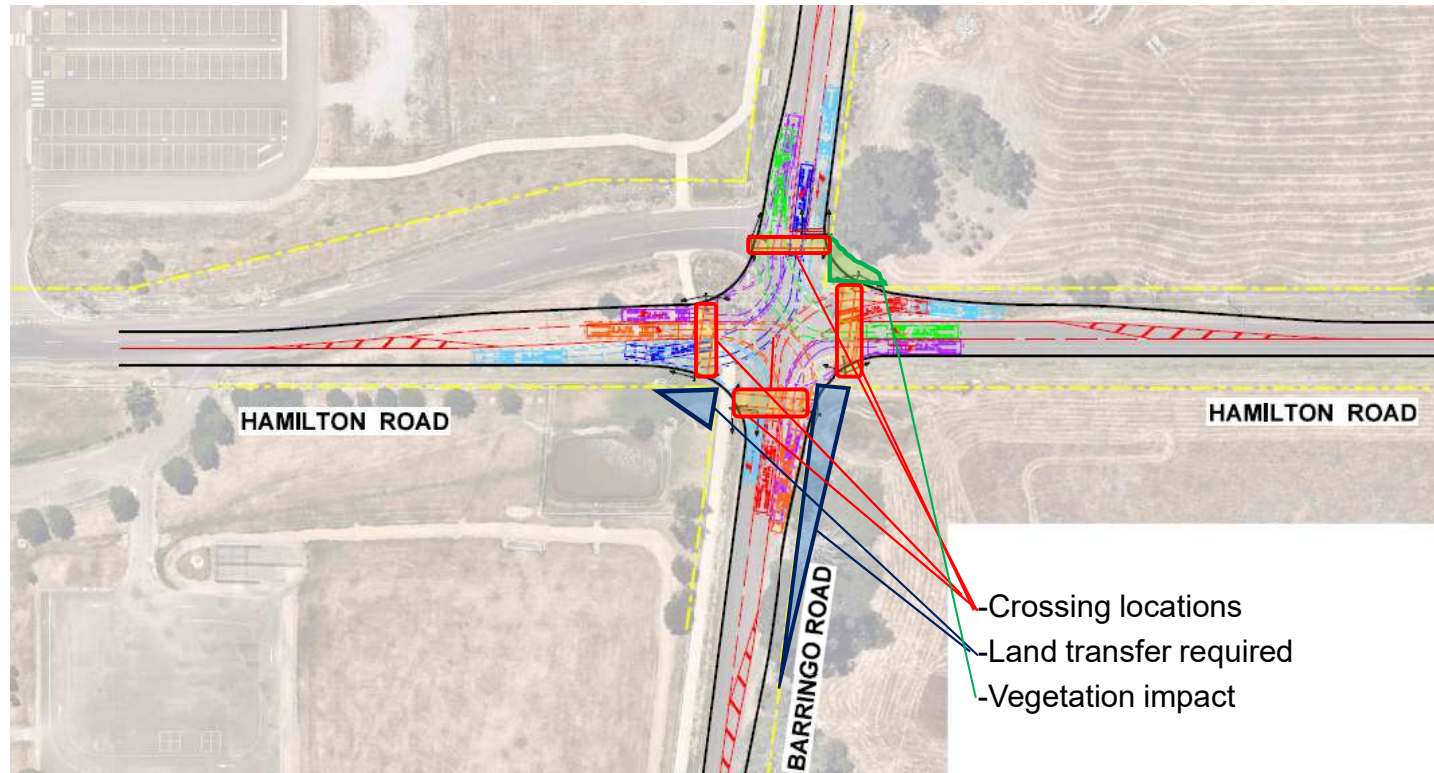 HAMILTON ROAD
HAMILTON ROAD
BARRINGO ROAD
-Crossing locations
-Land transfer required
-Vegetation impact